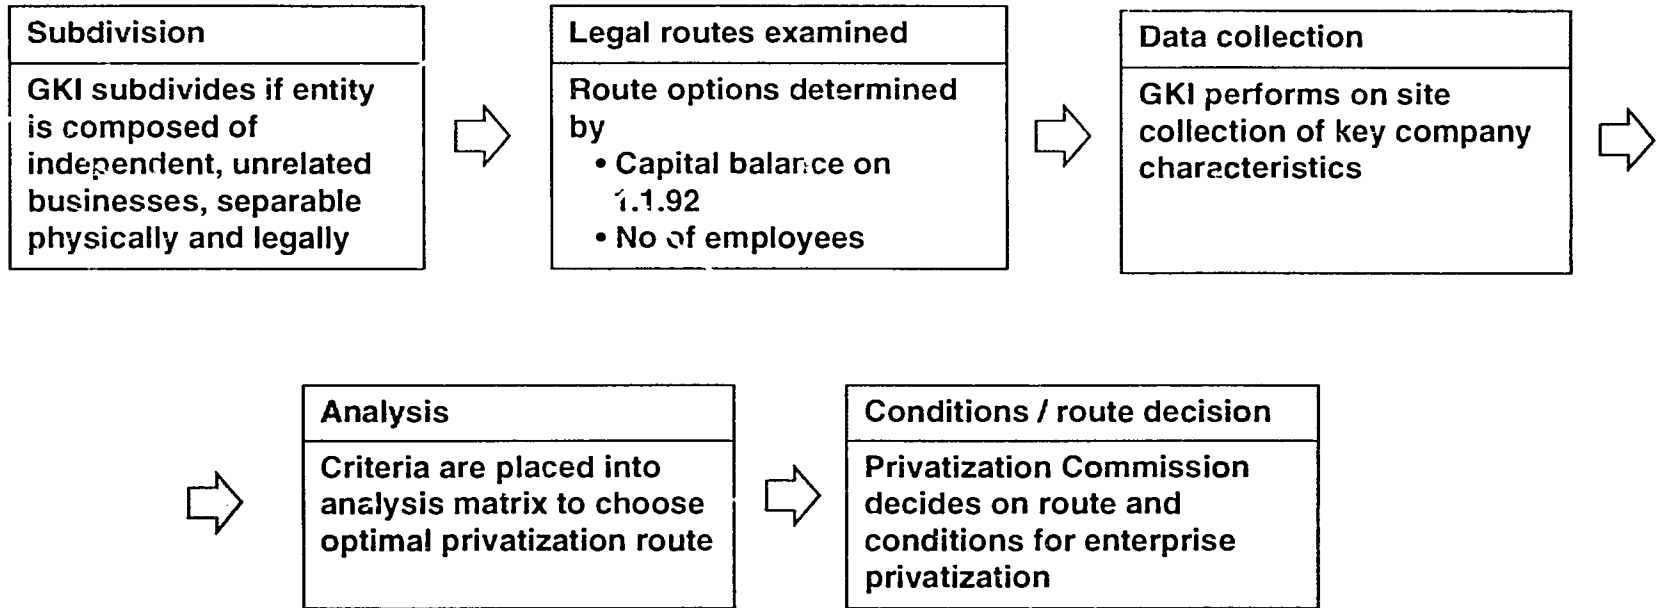 Subdivision
GKI subdivides if entity
is composed of
independent, unrelated
businesses, separable
physically and legally
Legal routes examined
Route options determined
by
• Capital balance on
1.1.92
• No of employees
Data collection
GKI performs on site
collection of key company
characteristics
Analysis
Criteria are placed into
analysis matrix to choose
optimal privatization route
Conditions / route decision
Privatization Commission
decides on route and
conditions for enterprise
privatization